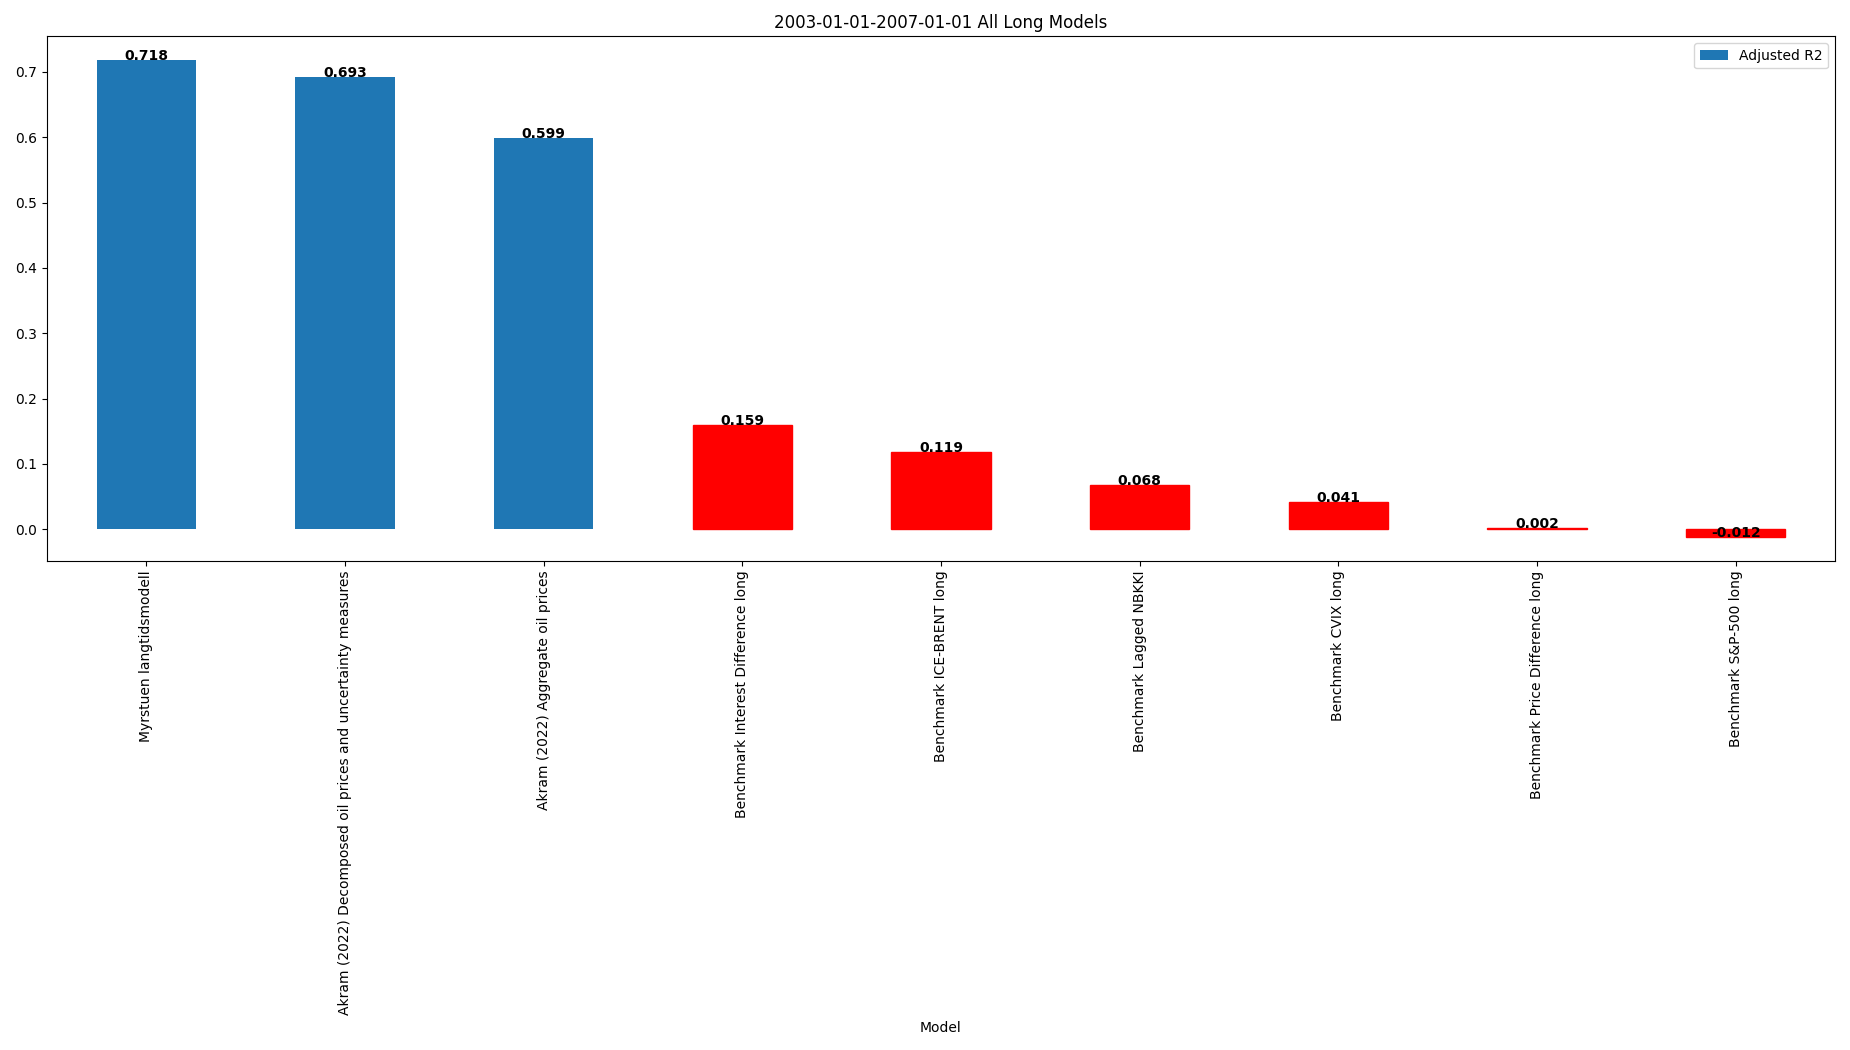 2003-01-01-2007-01-01 All Long Models
Adjusted R2
0.7
0.6
0.5
0.4
0.3
0.2
0.1
0.0
0.718
0.693
0.599
0.159
0.119
0.068
0.041
0.002
-0.012
Myrstuen langtidsmodell
Akram (2022) Decomposed oil prices and uncertainty measures
Akram (2022) Aggregate oil prices
Benchmark Interest Difference long
Benchmark ICE-BRENT long
Benchmark Lagged NBKKI
Benchmark CVIX long
Benchmark Price Difference long
Benchmark S&P-500 long
Model